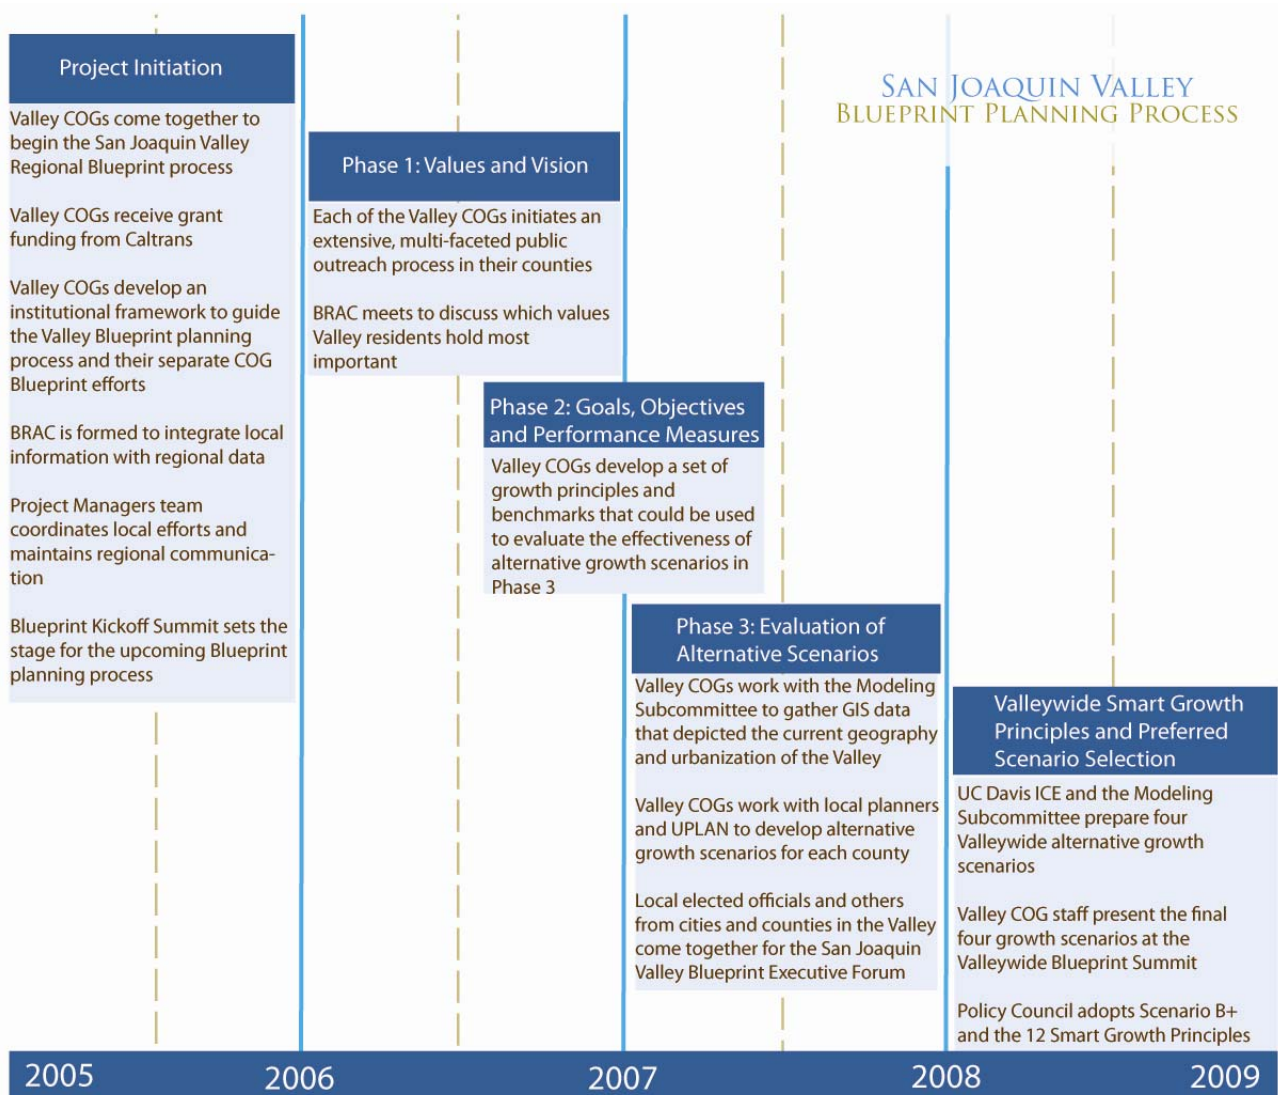 SAN JOAQUIN VALLEY
BLUEPRINT PLANNING PROCESS
Project Initiation
Valley COGs come together to
begin the San Joaquin Valley
Regional Blueprint process
Valley COGs receive grant
funding from Caltrans
Valley COGs develop an
institutional framework to guide
the Valley Blueprint planning
process and their separate COG
Blueprint efforts
BRAC is formed to integrate local
information with regional data
Project Managers team
coordinates local efforts and
maintains regional communica-
tion
Blueprint Kickoff Summit sets the
stage for the upcoming Blueprint
planning process
Phase 1: Values and Vision
Each of the Valley COGs initiates an
extensive, multi-faceted public
outreach process in their counties
BRAC meets to discuss which values
Valley residents hold most
important
Phase 2: Goals, Objectives
and Performance Measures
Valley COGs develop a set of
growth principles and
benchmarks that could be used
to evaluate the effectiveness of
alternative growth scenarios in
Phase 3
Phase 3: Evaluation of
Alternative Scenarios
Valley COGs work with the Modeling
Subcommittee to gather GIS data
that depicted the current geography
and urbanization of the Valley
Valley COGs work with local planners
and UPLAN to develop alternative
growth scenarios for each county
Local elected officials and others
from cities and counties in the Valley
come together for the San Joaquin
Valley Blueprint Executive Forum
Valleywide Smart Growth
Principles and Preferred
Scenario Selection
UC Davis ICE and the Modeling
Subcommittee prepare four
Valleywide alternative growth
scenarios
Valley COG staff present the final
four growth scenarios at the
Valleywide Blueprint Summit
Policy Council adopts Scenario B+
and the 12 Smart Growth Principles
2005 2006 2007 2008 2009